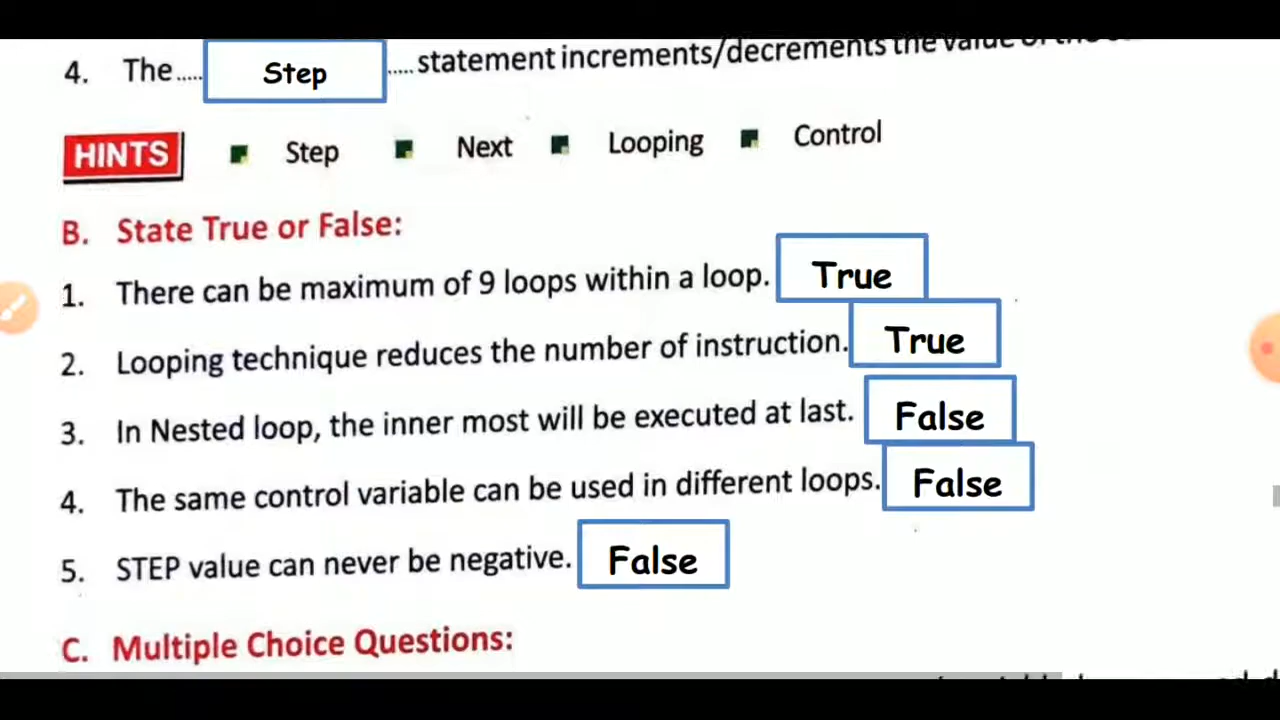 4. The ..... Step ..... statement increments/decrements the value of the
HINTS Step Next Looping Control
B. State True or False:
1. There can be maximum of 9 loops within a loop. True
2. Looping technique reduces the number of instruction. True
3. In Nested loop, the inner most will be executed at last. False
4. The same control variable can be used in different loops. False
5. STEP value can never be negative. False
C. Multiple Choice Questions: